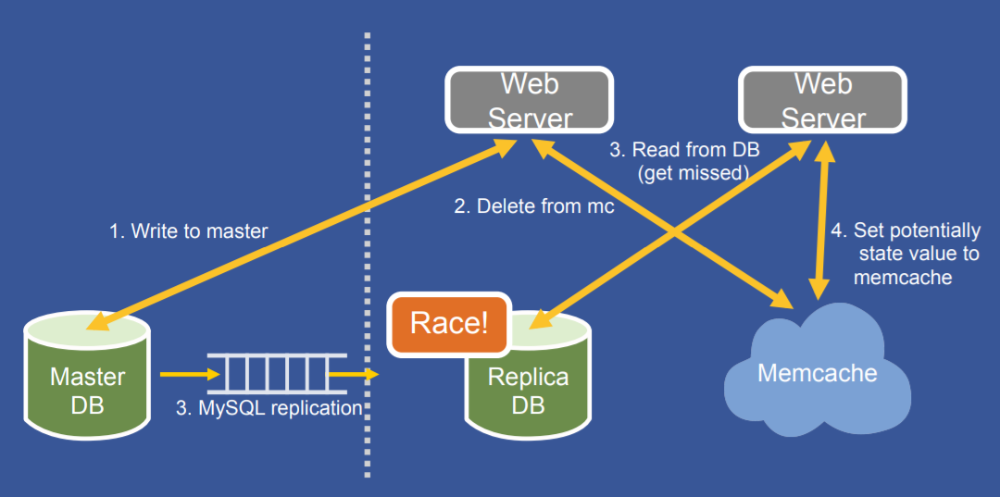 Web
Server
Web
Server
3. Read from DB
(get missed)
2. Delete from mc
1. Write to master
4. Set potentially
state value to
memcache
Race!
Master
DB
3. MySQL replication
Replica
DB
Memcache